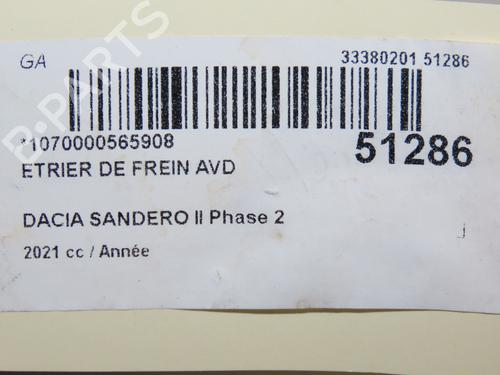 GA
33380201 51286
*1070000565908
51286
ETRIER DE FREIN AVD
DACIA SANDERO II Phase 2
2021 cc / Année
B-PARTS